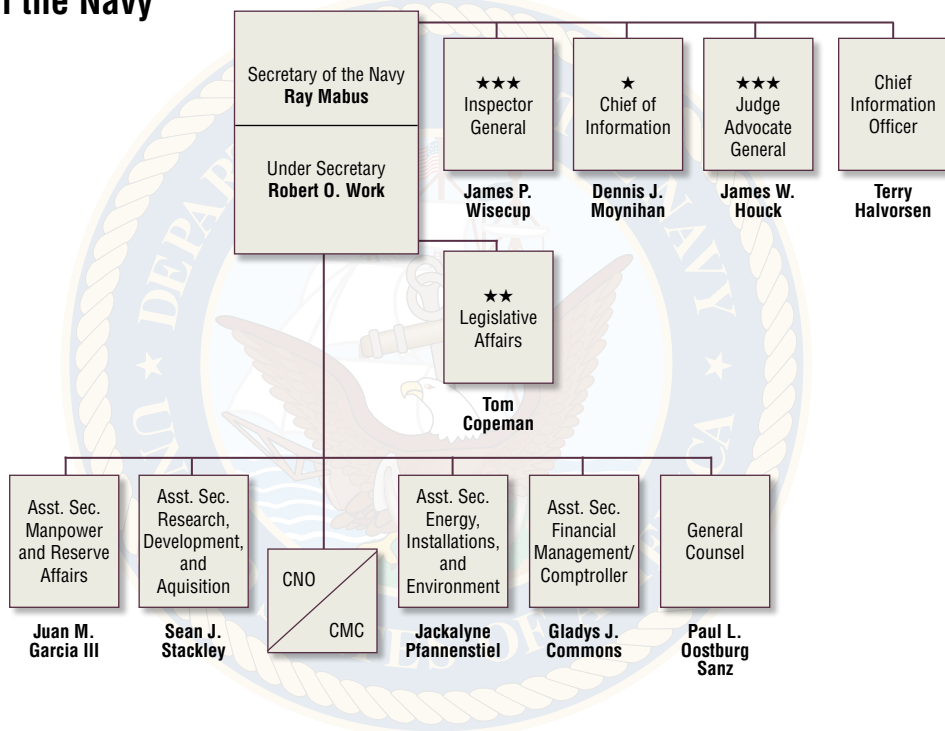 the Navy
Secretary of the Navy
Ray Mabus
Under Secretary
Robert O. Work
★★★
Inspector
General
James P.
Wisecup
★
Chief of
Information
Dennis J.
Moynihan
★★★
Judge
Advocate
General
James W.
Houck
Chief
Information
Officer
Terry
Halvorsen
★★
Legislative
Affairs
Tom
Copeman
Asst. Sec.
Manpower
and Reserve
Affairs
Juan M.
Garcia III
Asst. Sec.
Research,
Development,
and
Aquisition
Sean J.
Stackley
CNO
CMC
Asst. Sec.
Energy,
Installations,
and
Environment
Jackalyne
Pfannenstiel
Asst. Sec.
Financial
Management/
Comptroller
Gladys J.
Commons
General
Counsel
Paul L.
Oostburg
Sanz